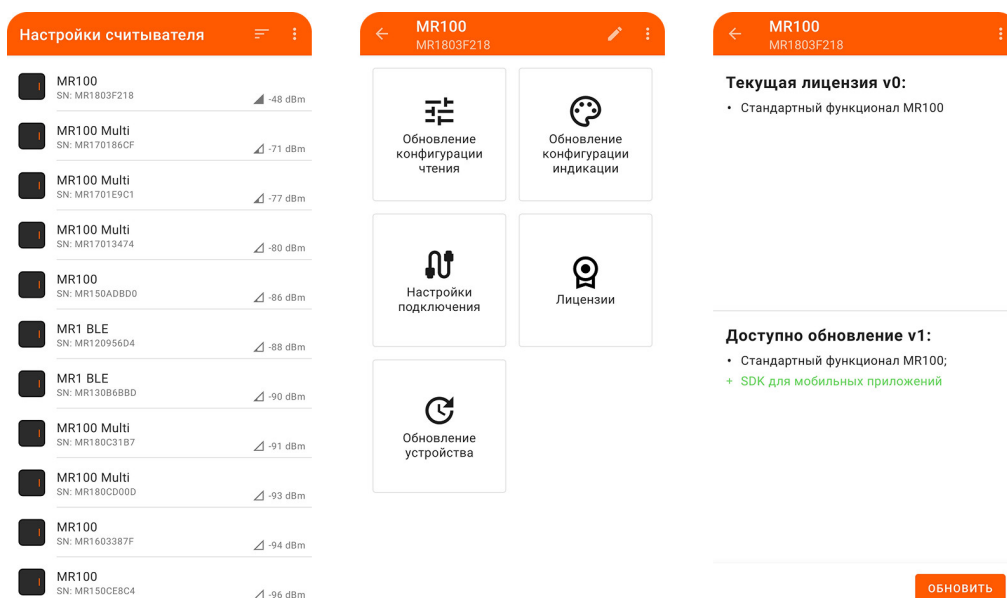 Настройки считывателя
MR100
SN: MR1803F218
-48 dBm
MR100 Multi
SN: MR170186CF
-71 dBm
MR100 Multi
SN: MR1701E9C1
-77 dBm
MR100 Multi
SN: MR17013474
-80 dBm
MR100
SN: MR150ADBD0
-86 dBm
MR1 BLE
SN: MR120956D4
-88 dBm
MR1 BLE
SN: MR130B6BBD
-90 dBm
MR100 Multi
SN: MR180C31B7
-91 dBm
MR100 Multi
SN: MR180CD00D
-93 dBm
MR100
SN: MR1603387F
-94 dBm
MR100
SN: MR150CE8C4
-96 dBm
MR100
MR1803F218
Обновление
конфигурации
чтения
Обновление
конфигурации
индикации
Настройки
подключения
Лицензии
Обновление
устройства
MR100
MR1803F218
Текущая лицензия v0:
• Стандартный функционал MR100
Доступно обновление v1:
• Стандартный функционал MR100;
+ SDK для мобильных приложений
ОБНОВИТЬ